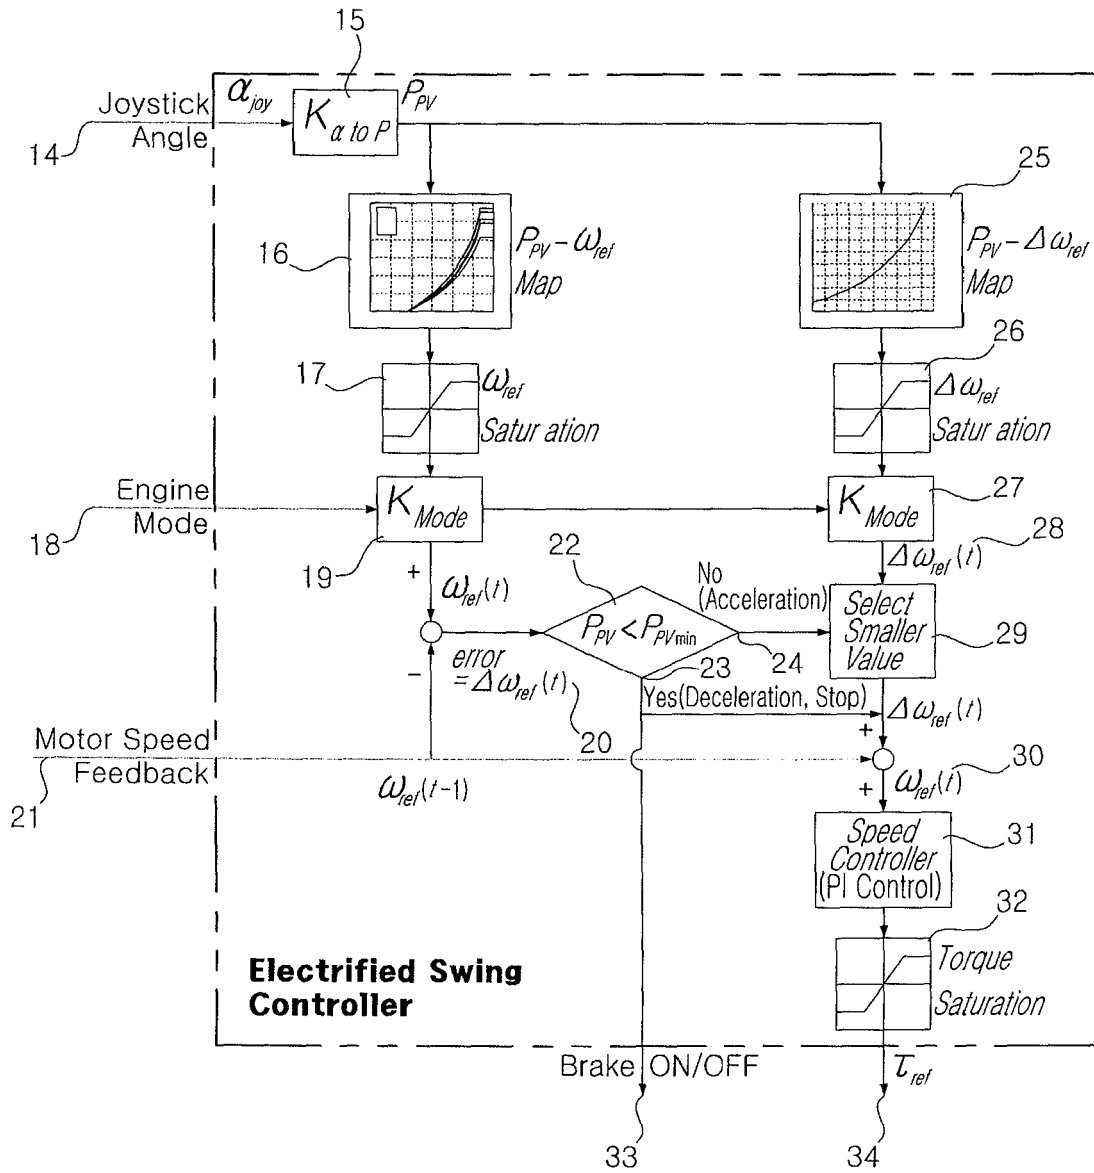 15
α_joy
P_PV
Joystick
Angle
K α to P
14
25
16
P_PV – ω_ref
Map
P_PV – Δω_ref
Map
17
ω_ref
Satur ation
26
Δω_ref
Satur ation
Engine
Mode
18
K Mode
19
K Mode
27
22
Δω_ref(t)
28
+
ω_ref(t)
No
(Acceleration)
P_PV < P_PVmin
Select
Smaller
Value
29
23
24
–
error
=Δω_ref(t)
20
Yes(Deceleration, Stop)
Δω_ref(t)
+
Motor Speed
Feedback
21
ω_ref(t–1)
+
ω_ref(t)
30
Speed
Controller
(PI Control)
31
32
Torque
Saturation
Electrified Swing
Controller
Brake ON/OFF
τ_ref
33
34